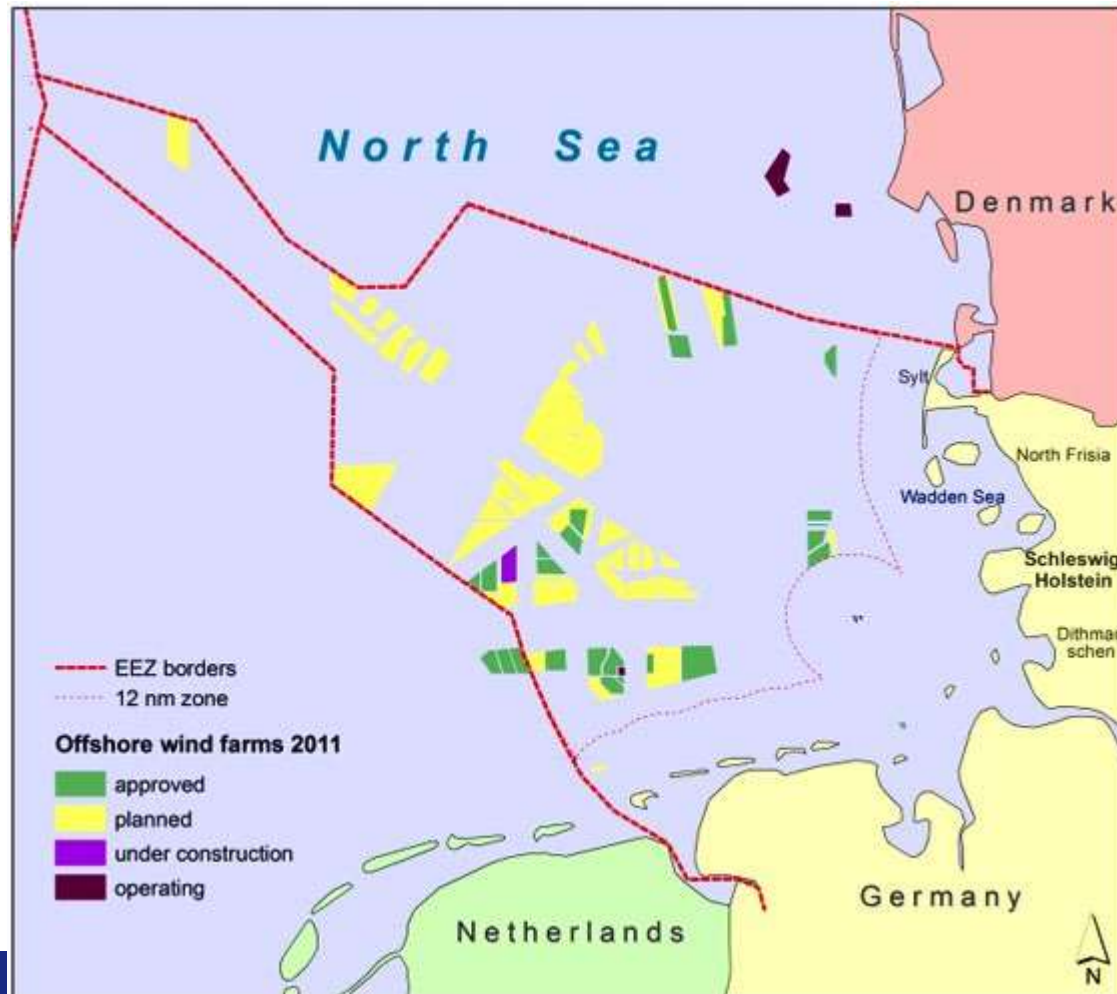 North Sea
Denmark
Sylt
North Frisia
Wadden Sea
Schleswig
Holstein
Dithmar
schen
EEZ borders
12 nm zone
Offshore wind farms 2011
approved
planned
under construction
operating
Germany
Netherlands
N